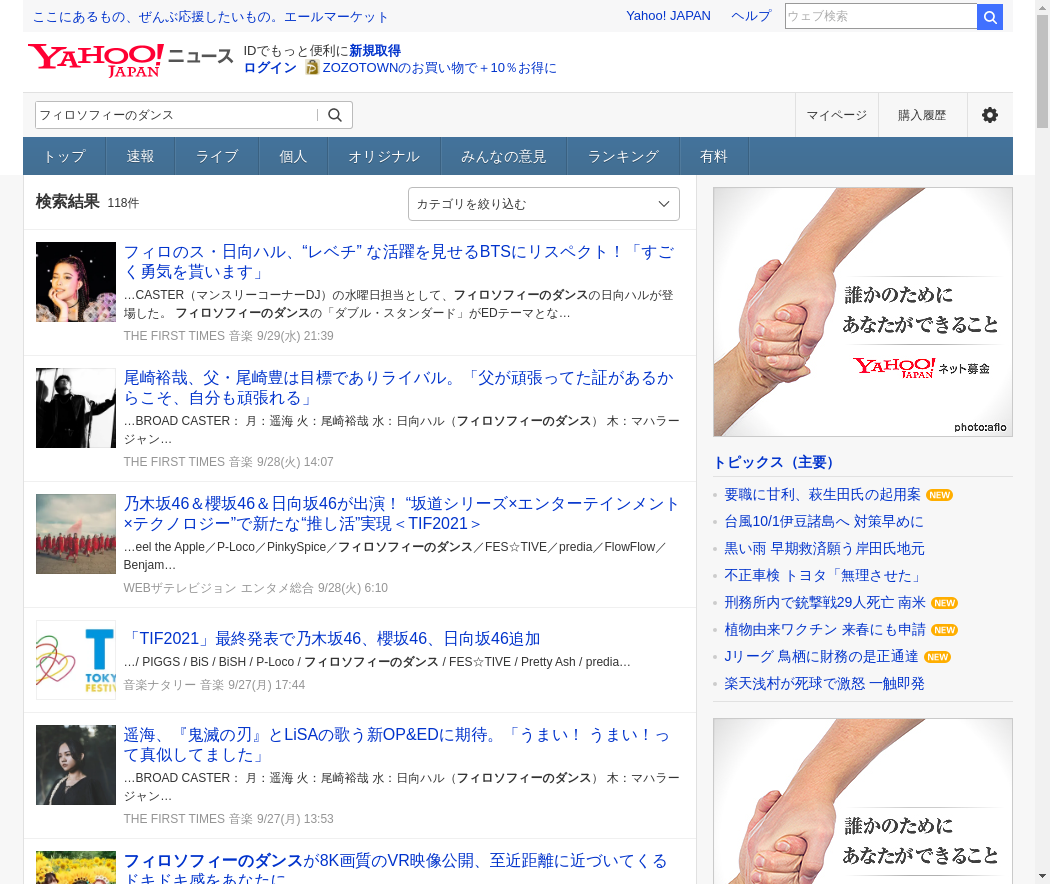 ここにあるもの、ぜんぶ応援したいもの。エールマーケット
Yahoo! JAPAN ヘルプ
ウェブ検索
YAHOO! JAPAN ニュース
IDでもっと便利に新規取得
ログイン ZOZOTOWNのお買い物で＋10％お得に
フィロソフィーのダンス
マイページ 購入履歴
トップ 速報 ライブ 個人 オリジナル みんなの意見 ランキング 有料
検索結果 118件
カテゴリを絞り込む
フィロのス・日向ハル、“レベチ” な活躍を見せるBTSにリスペクト！「すご
く勇気を貰います」
…CASTER（マンスリーコーナーDJ）の水曜日担当として、フィロソフィーのダンスの日向ハルが登
場した。 フィロソフィーのダンスの「ダブル・スタンダード」がEDテーマとな…
THE FIRST TIMES 音楽 9/29(水) 21:39
尾崎裕哉、父・尾崎豊は目標でありライバル。「父が頑張ってた証があるか
らこそ、自分も頑張れる」
…BROAD CASTER： 月：遥海 火：尾崎裕哉 水：日向ハル（フィロソフィーのダンス） 木：マハラー
ジャン…
THE FIRST TIMES 音楽 9/28(火) 14:07
乃木坂46＆櫻坂46＆日向坂46が出演！ “坂道シリーズ×エンターテインメント
×テクノロジー”で新たな“推し活”実現＜TIF2021＞
…eel the Apple／P-Loco／PinkySpice／フィロソフィーのダンス／FES☆TIVE／predia／FlowFlow／
Benjam…
WEBザテレビジョン エンタメ総合 9/28(火) 6:10
「TIF2021」最終発表で乃木坂46、櫻坂46、日向坂46追加
…/ PIGGS / BiS / BiSH / P-Loco / フィロソフィーのダンス / FES☆TIVE / Pretty Ash / predia…
音楽ナタリー 音楽 9/27(月) 17:44
遥海、『鬼滅の刃』とLiSAの歌う新OP&EDに期待。「うまい！ うまい！っ
て真似してました」
…BROAD CASTER： 月：遥海 火：尾崎裕哉 水：日向ハル（フィロソフィーのダンス） 木：マハラー
ジャン…
THE FIRST TIMES 音楽 9/27(月) 13:53
フィロソフィーのダンスが8K画質のVR映像公開、至近距離に近づいてくる
ドキドキ感をあなたに
誰かのために
あなたができること
YAHOO! JAPAN ネット募金
photo:aflo
トピックス（主要）
要職に甘利、萩生田氏の起用案 NEW
台風10/1伊豆諸島へ 対策早めに
黒い雨 早期救済願う岸田氏地元
不正車検 トヨタ「無理させた」
刑務所内で銃撃戦29人死亡 南米 NEW
植物由来ワクチン 来春にも申請 NEW
Jリーグ 鳥栖に財務の是正通達 NEW
楽天浅村が死球で激怒 一触即発
誰かのために
あなたができること